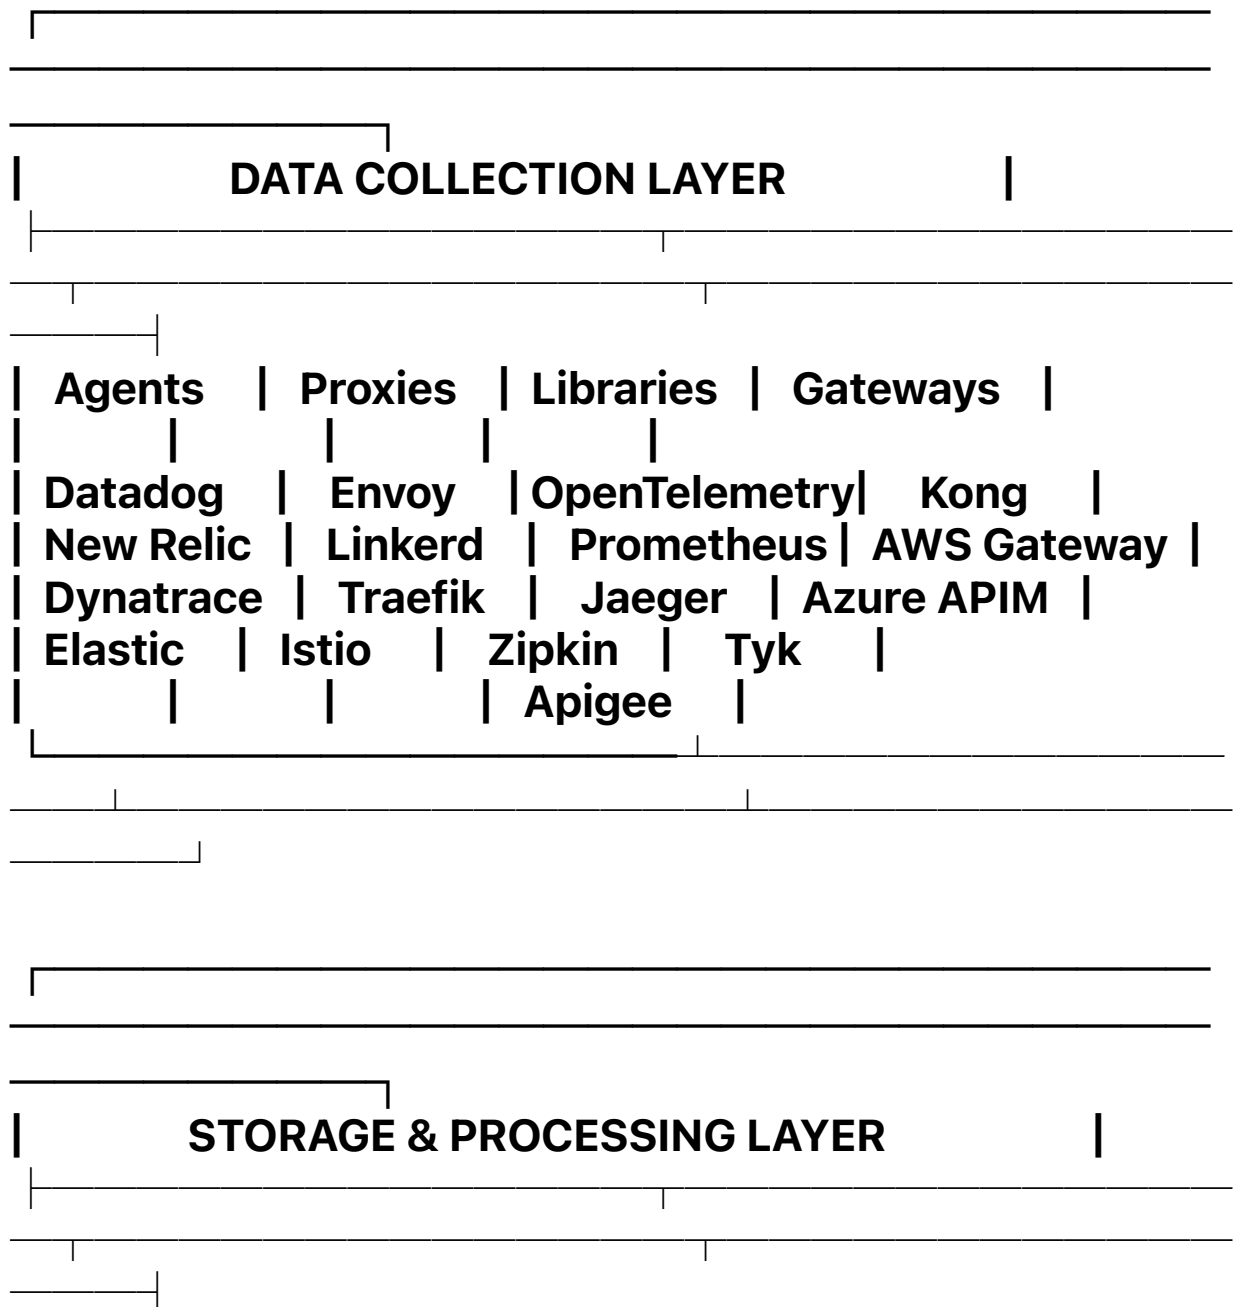 ┌──────────────────────────────────────────────
──────────────────────────────────────────────
──────────────┐
| DATA COLLECTION LAYER |
├──────────────┬─────────────
─┬──────────────┬────────────
───┤
| Agents | Proxies | Libraries | Gateways |
| | | | |
| Datadog | Envoy | OpenTelemetry| Kong |
| New Relic | Linkerd | Prometheus | AWS Gateway |
| Dynatrace | Traefik | Jaeger | Azure APIM |
| Elastic | Istio | Zipkin | Tyk |
| | | | Apigee |
└──────────────┴────────────
──┴──────────────┴───────────
────┘
┌──────────────────────────────────────────────
──────────────────────────────────────────────
──────────────┐
| STORAGE & PROCESSING LAYER |
├──────────────┬─────────────
─┬──────────────┬────────────
───┤